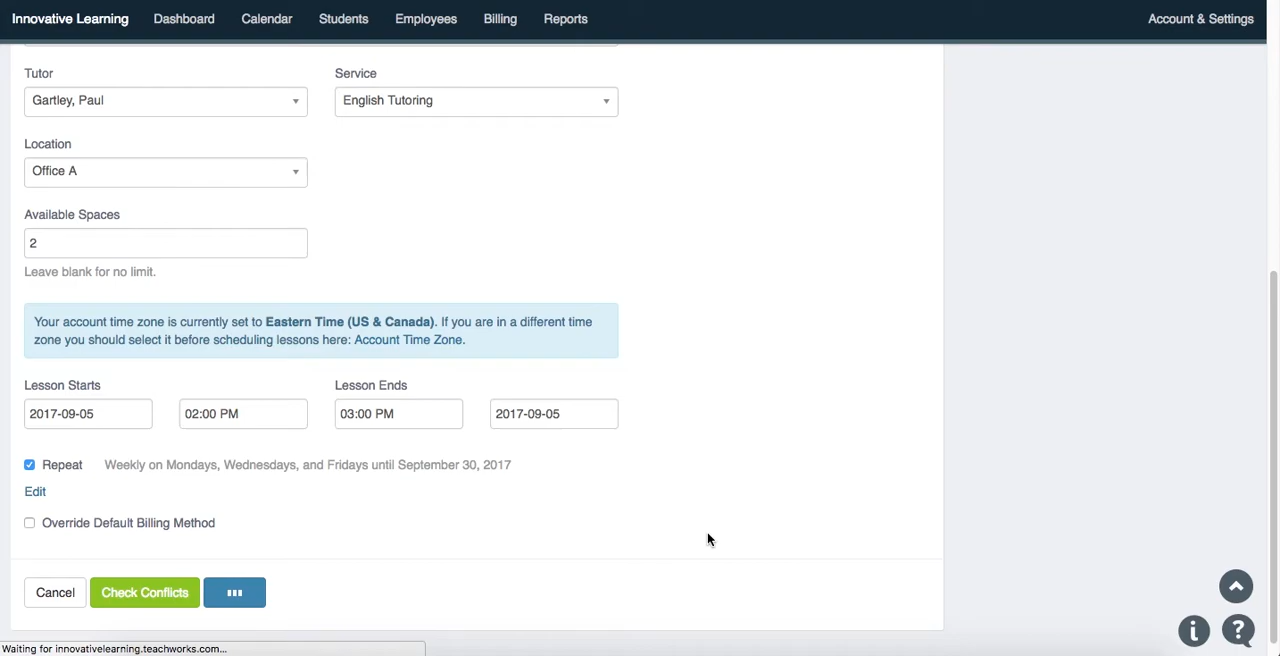 Innovative Learning Dashboard Calendar Students Employees Billing Reports Account & Settings
Tutor Service
Gartley, Paul English Tutoring
Location
Office A
Available Spaces
2
Leave blank for no limit.
Your account time zone is currently set to Eastern Time (US & Canada). If you are in a different time
zone you should select it before scheduling lessons here: Account Time Zone.
Lesson Starts Lesson Ends
2017-09-05 02:00 PM 03:00 PM 2017-09-05
Repeat Weekly on Mondays, Wednesdays, and Fridays until September 30, 2017
Edit
Override Default Billing Method
Cancel Check Conflicts
Waiting for innovativelearning.teachworks.com...